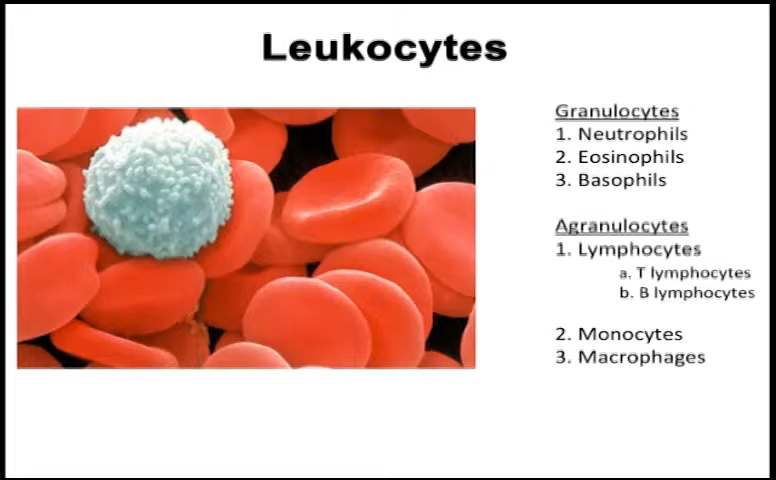 Leukocytes
Granulocytes
1. Neutrophils
2. Eosinophils
3. Basophils
Agranulocytes
1. Lymphocytes
a. T lymphocytes
b. B lymphocytes
2. Monocytes
3. Macrophages